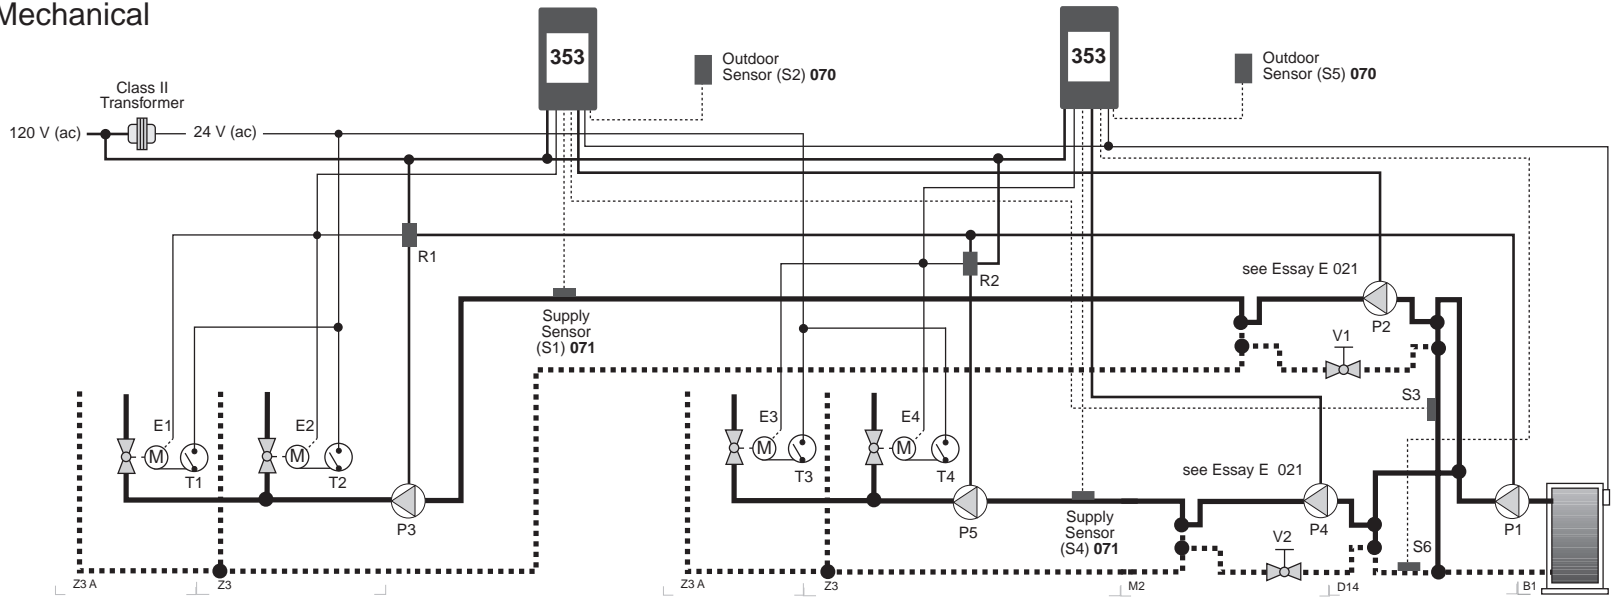 Mechanical
353
353
Outdoor
Sensor (S2) 070
Outdoor
Sensor (S5) 070
Class II
Transformer
120 V (ac)
24 V (ac)
R1
R2
see Essay E 021
P2
Supply
Sensor
(S1) 071
V1
S3
E1
E2
E3
E4
M
M
M
M
T1
T2
T3
T4
see Essay E 021
P3
P5
P4
P1
Supply
Sensor
(S4) 071
V2
S6
Z3 A
Z3
Z3 A
Z3
M2
D14
B1